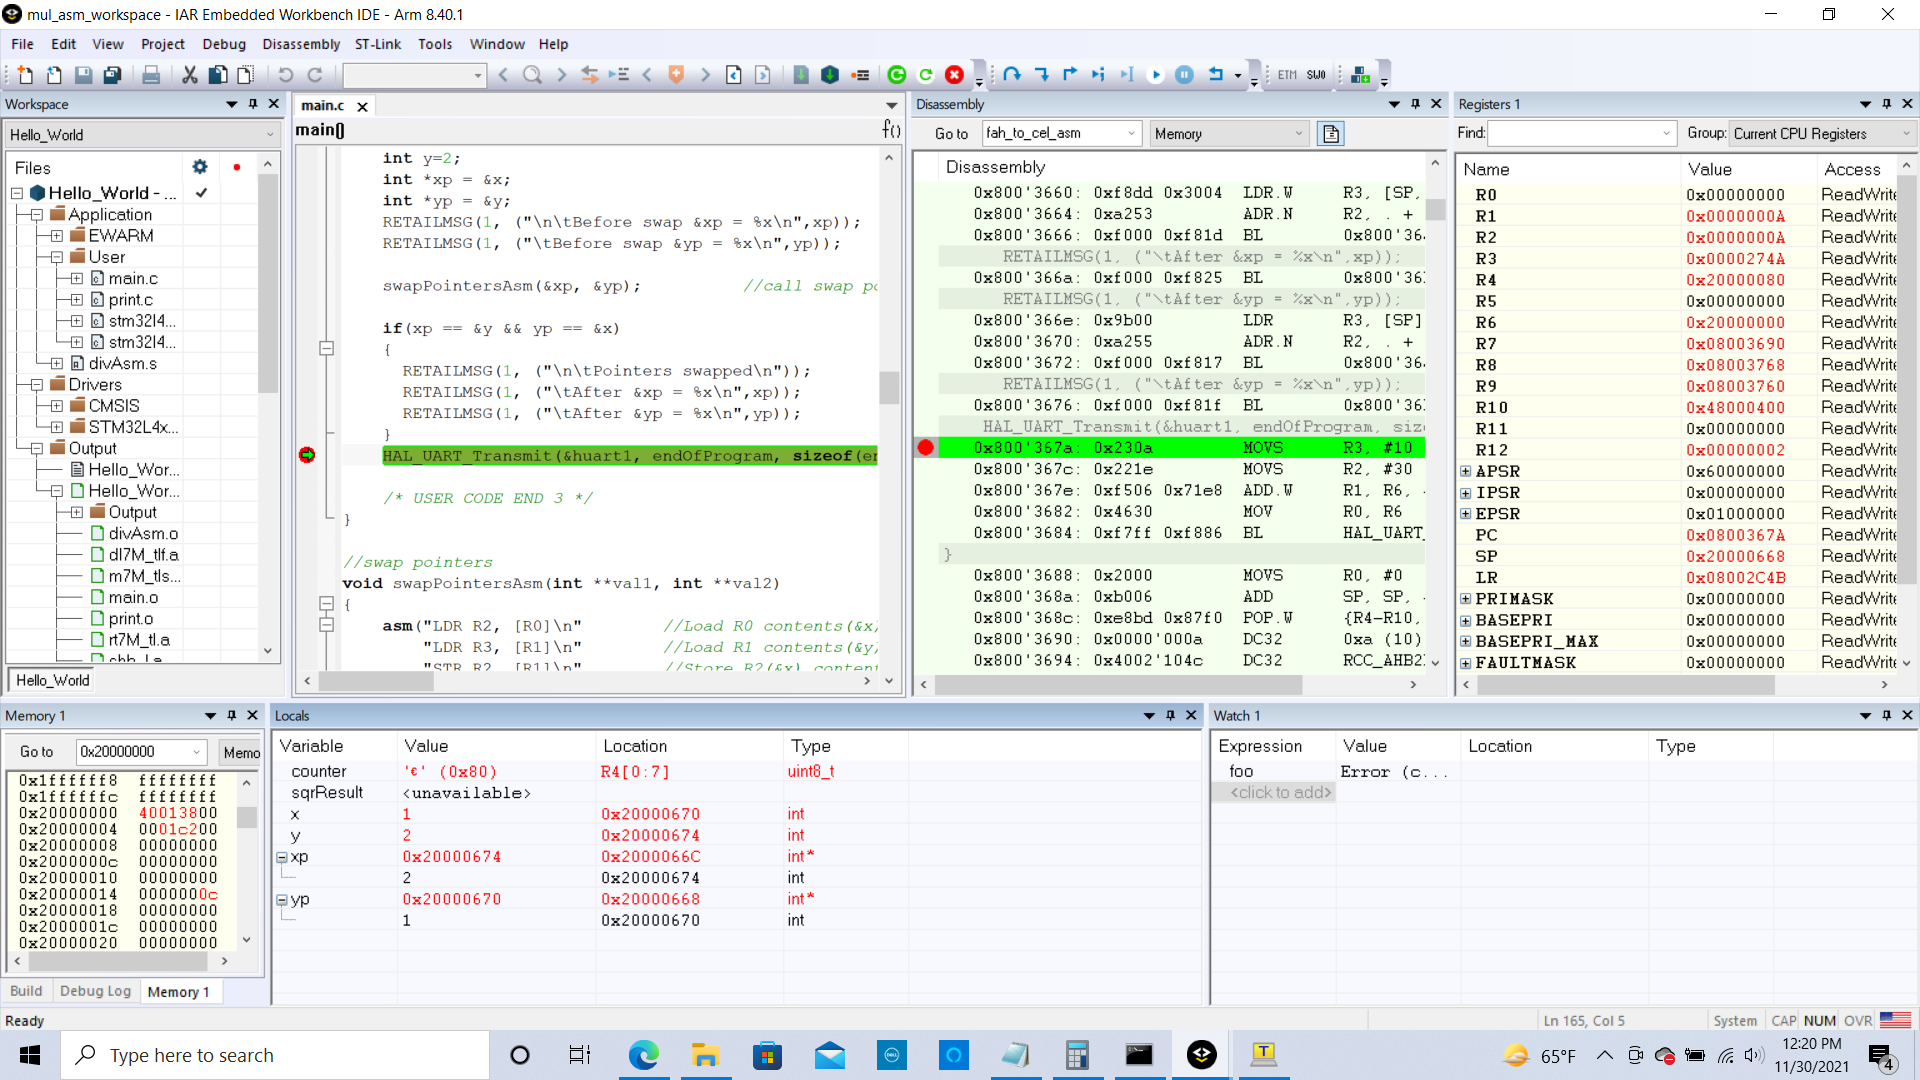 mul_asm_workspace - IAR Embedded Workbench IDE - Arm 8.40.1
File Edit View Project Debug Disassembly ST-Link Tools Window Help
ETM SWO
Workspace
Hello_World
Files
Hello_World - ...
Application
EWARM
User
main.c
print.c
stm32l4...
stm32l4...
divAsm.s
Drivers
CMSIS
STM32L4x...
Output
Hello_Wor...
Hello_Wor...
Output
divAsm.o
dl7M_tlf.a
m7M_tls...
main.o
print.o
rt7M_tl.a
shb_l.a
Hello_World
main.c
main()
f()
int y=2;
int *xp = &x;
int *yp = &y;
RETAILMSG(1, ("\n\tBefore swap &xp = %x\n",xp));
RETAILMSG(1, ("\tBefore swap &yp = %x\n",yp));
swapPointersAsm(&xp, &yp); //call swap po
if(xp == &y && yp == &x)
{
RETAILMSG(1, ("\n\tPointers swapped\n"));
RETAILMSG(1, ("\tAfter &xp = %x\n",xp));
RETAILMSG(1, ("\tAfter &yp = %x\n",yp));
}
HAL_UART_Transmit(&huart1, endOfProgram, sizeof(en
/* USER CODE END 3 */
}
//swap pointers
void swapPointersAsm(int **val1, int **val2)
{
asm("LDR R2, [R0]\n" //Load R0 contents(&x)
"LDR R3, [R1]\n" //Load R1 contents(&y)
"STR R2, [R1]\n" //Store R2(&x) content
Disassembly
Go to fah_to_cel_asm Memory
Disassembly
0x800'3660: 0xf8dd 0x3004 LDR.W R3, [SP,
0x800'3664: 0xa253 ADR.N R2, . +
0x800'3666: 0xf000 0xf81d BL 0x800'36
RETAILMSG(1, ("\tAfter &xp = %x\n",xp));
0x800'366a: 0xf000 0xf825 BL 0x800'36
RETAILMSG(1, ("\tAfter &yp = %x\n",yp));
0x800'366e: 0x9b00 LDR R3, [SP]
0x800'3670: 0xa255 ADR.N R2, . +
0x800'3672: 0xf000 0xf817 BL 0x800'36
RETAILMSG(1, ("\tAfter &yp = %x\n",yp));
0x800'3676: 0xf000 0xf81f BL 0x800'36
HAL_UART_Transmit(&huart1, endOfProgram, size
0x800'367a: 0x230a MOVS R3, #10
0x800'367c: 0x221e MOVS R2, #30
0x800'367e: 0xf506 0x71e8 ADD.W R1, R6,
0x800'3682: 0x4630 MOV R0, R6
0x800'3684: 0xf7ff 0xf886 BL HAL_UART_
}
0x800'3688: 0x2000 MOVS R0, #0
0x800'368a: 0xb006 ADD SP, SP,
0x800'368c: 0xe8bd 0x87f0 POP.W {R4-R10,
0x800'3690: 0x0000'000a DC32 0xa (10)
0x800'3694: 0x4002'104c DC32 RCC_AHB2
Registers 1
Find: Group: Current CPU Registers
Name Value Access
R0 0x00000000 ReadWrite
R1 0x0000000A ReadWrite
R2 0x0000000A ReadWrite
R3 0x0000274A ReadWrite
R4 0x20000080 ReadWrite
R5 0x00000000 ReadWrite
R6 0x20000000 ReadWrite
R7 0x08003690 ReadWrite
R8 0x08003768 ReadWrite
R9 0x08003760 ReadWrite
R10 0x48000400 ReadWrite
R11 0x00000000 ReadWrite
R12 0x00000002 ReadWrite
APSR 0x60000000 ReadWrite
IPSR 0x00000000 ReadWrite
EPSR 0x01000000 ReadWrite
PC 0x0800367A ReadWrite
SP 0x20000668 ReadWrite
LR 0x08002C4B ReadWrite
PRIMASK 0x00000000 ReadWrite
BASEPRI 0x00000000 ReadWrite
BASEPRI_MAX 0x00000000 ReadWrite
FAULTMASK 0x00000000 ReadWrite
Memory 1
Go to 0x20000000 Memo
0x1ffffff8 ffffffff
0x1ffffffc ffffffff
0x20000000 40013800
0x20000004 0001c200
0x20000008 00000000
0x2000000c 00000000
0x20000010 00000000
0x20000014 0000000c
0x20000018 00000000
0x2000001c 00000000
0x20000020 00000000
Build Debug Log Memory 1
Locals
Variable Value Location Type
counter '€' (0x80) R4[0:7] uint8_t
sqrResult <unavailable>
x 1 0x20000670 int
y 2 0x20000674 int
xp 0x20000674 0x2000066C int*
2 0x20000674 int
yp 0x20000670 0x20000668 int*
1 0x20000670 int
Watch 1
Expression Value Location Type
foo Error (c...
<click to add>
Ready
Ln 165, Col 5 System CAP NUM OVR
Type here to search
DELL
T
65°F
12:20 PM
11/30/2021
4